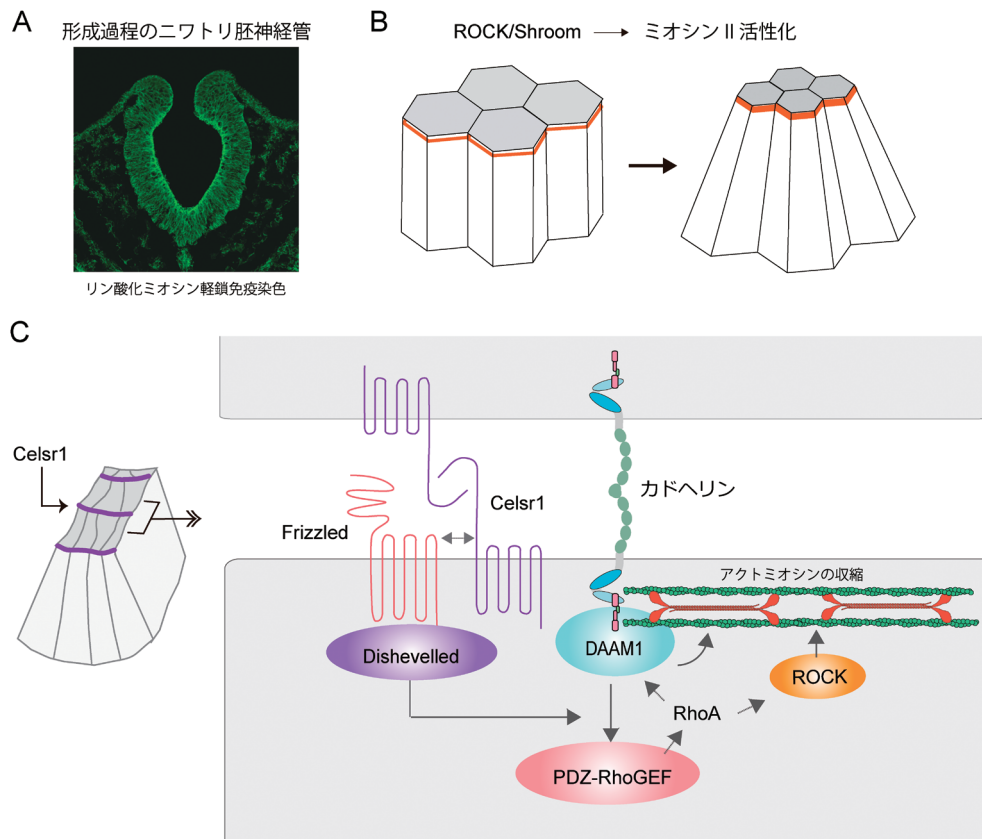 A
形成過程のニワトリ胚神経管
リン酸化ミオシン軽鎖免疫染色
B
ROCK/Shroom → ミオシン II 活性化
C
Celsr1
Celsr1
カドヘリン
Frizzled
アクトミオシンの収縮
Dishevelled
DAAM1
ROCK
RhoA
PDZ-RhoGEF